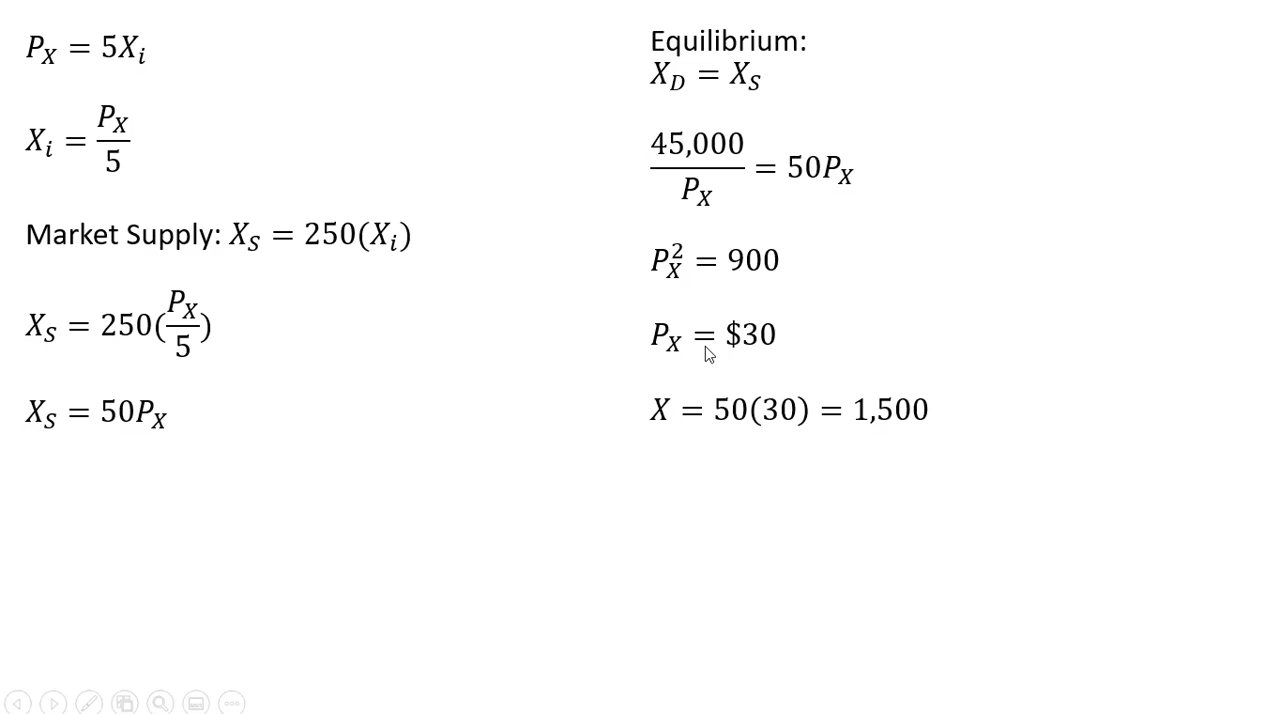 P_X = 5X_i
X_i = P_X/5
Market Supply: X_S = 250(X_i)
X_S = 250(P_X/5)
X_S = 50P_X
Equilibrium:
X_D = X_S
45,000/P_X = 50P_X
P_X^2 = 900
P_X = $30
X = 50(30) = 1,500